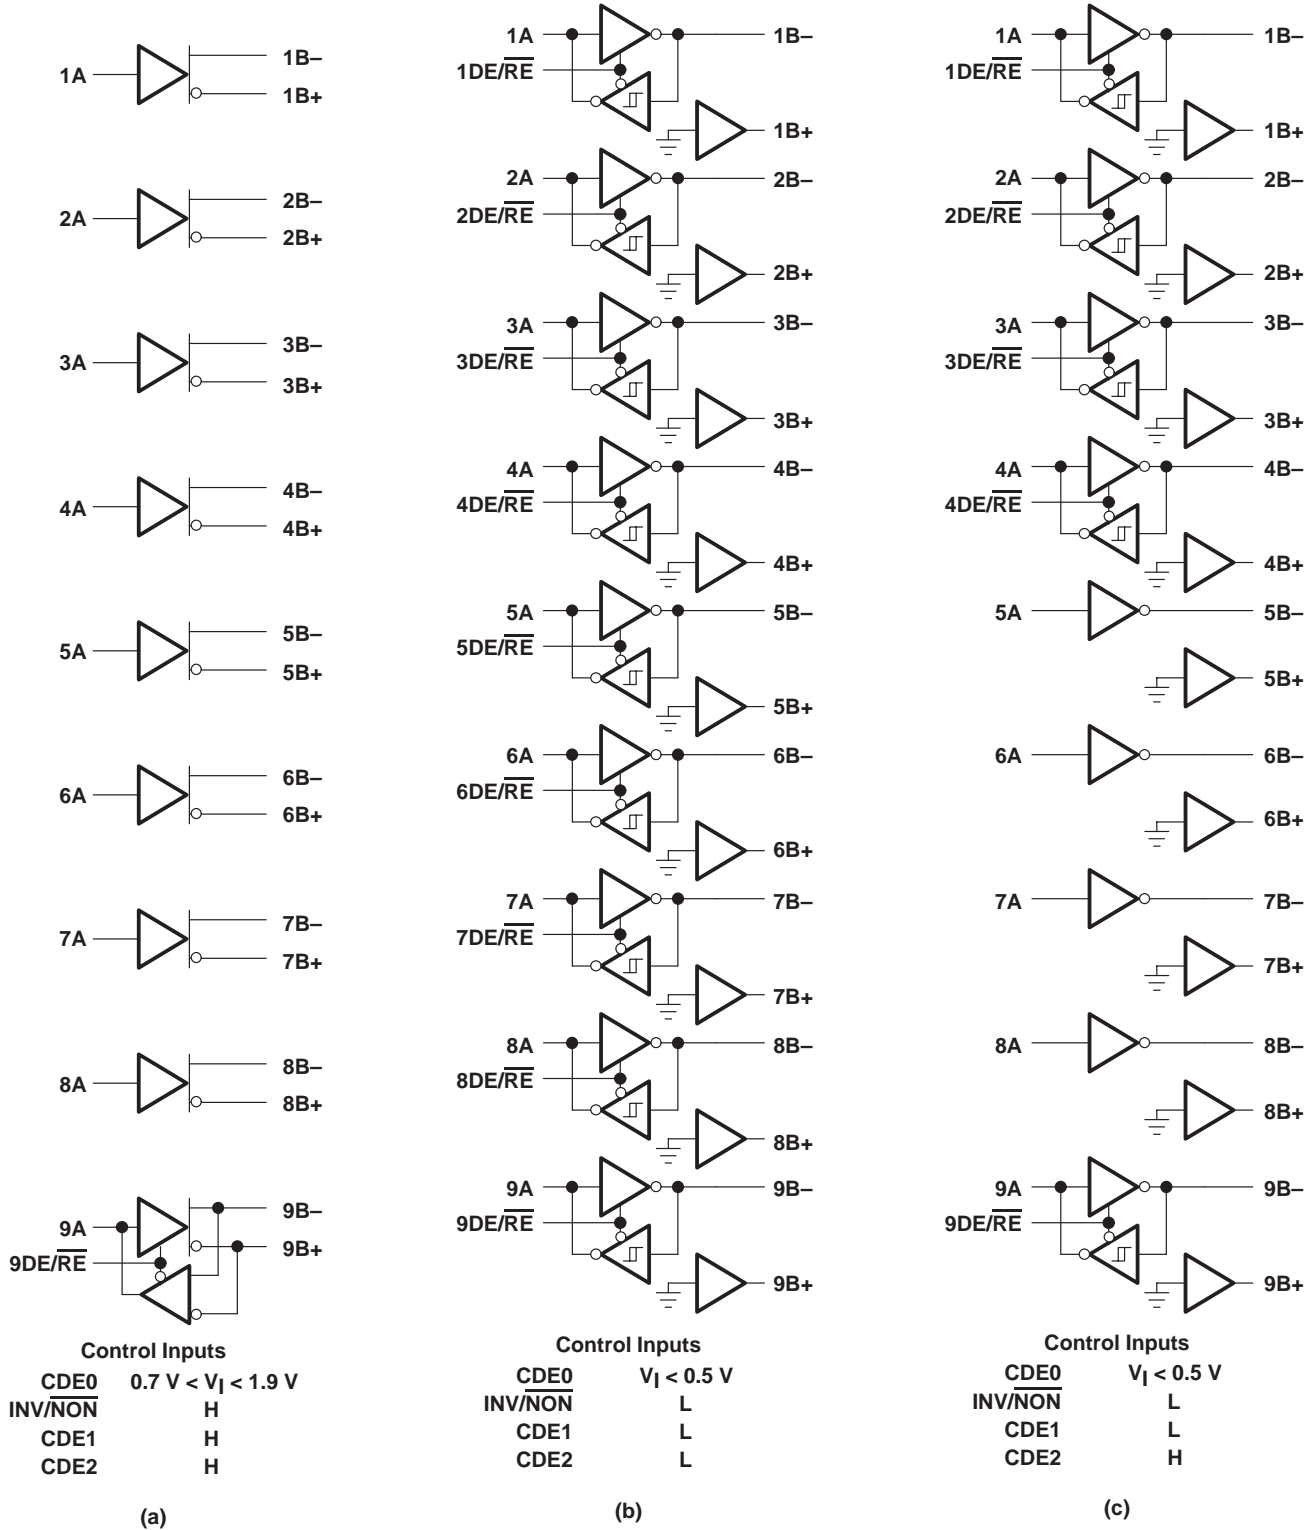 1A
1B–
1B+
2A
2B–
2B+
3A
3B–
3B+
4A
4B–
4B+
5A
5B–
5B+
6A
6B–
6B+
7A
7B–
7B+
8A
8B–
8B+
9A
9DE/RE
9B–
9B+
Control Inputs
CDE0 0.7 V < VI < 1.9 V
INV/NON H
CDE1 H
CDE2 H
(a)
1A 1B–
1DE/RE
1B+
2A 2B–
2DE/RE
2B+
3A 3B–
3DE/RE
3B+
4A 4B–
4DE/RE
4B+
5A 5B–
5DE/RE
5B+
6A 6B–
6DE/RE
6B+
7A 7B–
7DE/RE
7B+
8A 8B–
8DE/RE
8B+
9A 9B–
9DE/RE
9B+
Control Inputs
CDE0 VI < 0.5 V
INV/NON L
CDE1 L
CDE2 L
(b)
1A 1B–
1DE/RE
1B+
2A 2B–
2DE/RE
2B+
3A 3B–
3DE/RE
3B+
4A 4B–
4DE/RE
4B+
5A 5B–
5B+
6A 6B–
6B+
7A 7B–
7B+
8A 8B–
8B+
9A 9B–
9DE/RE
9B+
Control Inputs
CDE0 VI < 0.5 V
INV/NON L
CDE1 L
CDE2 H
(c)